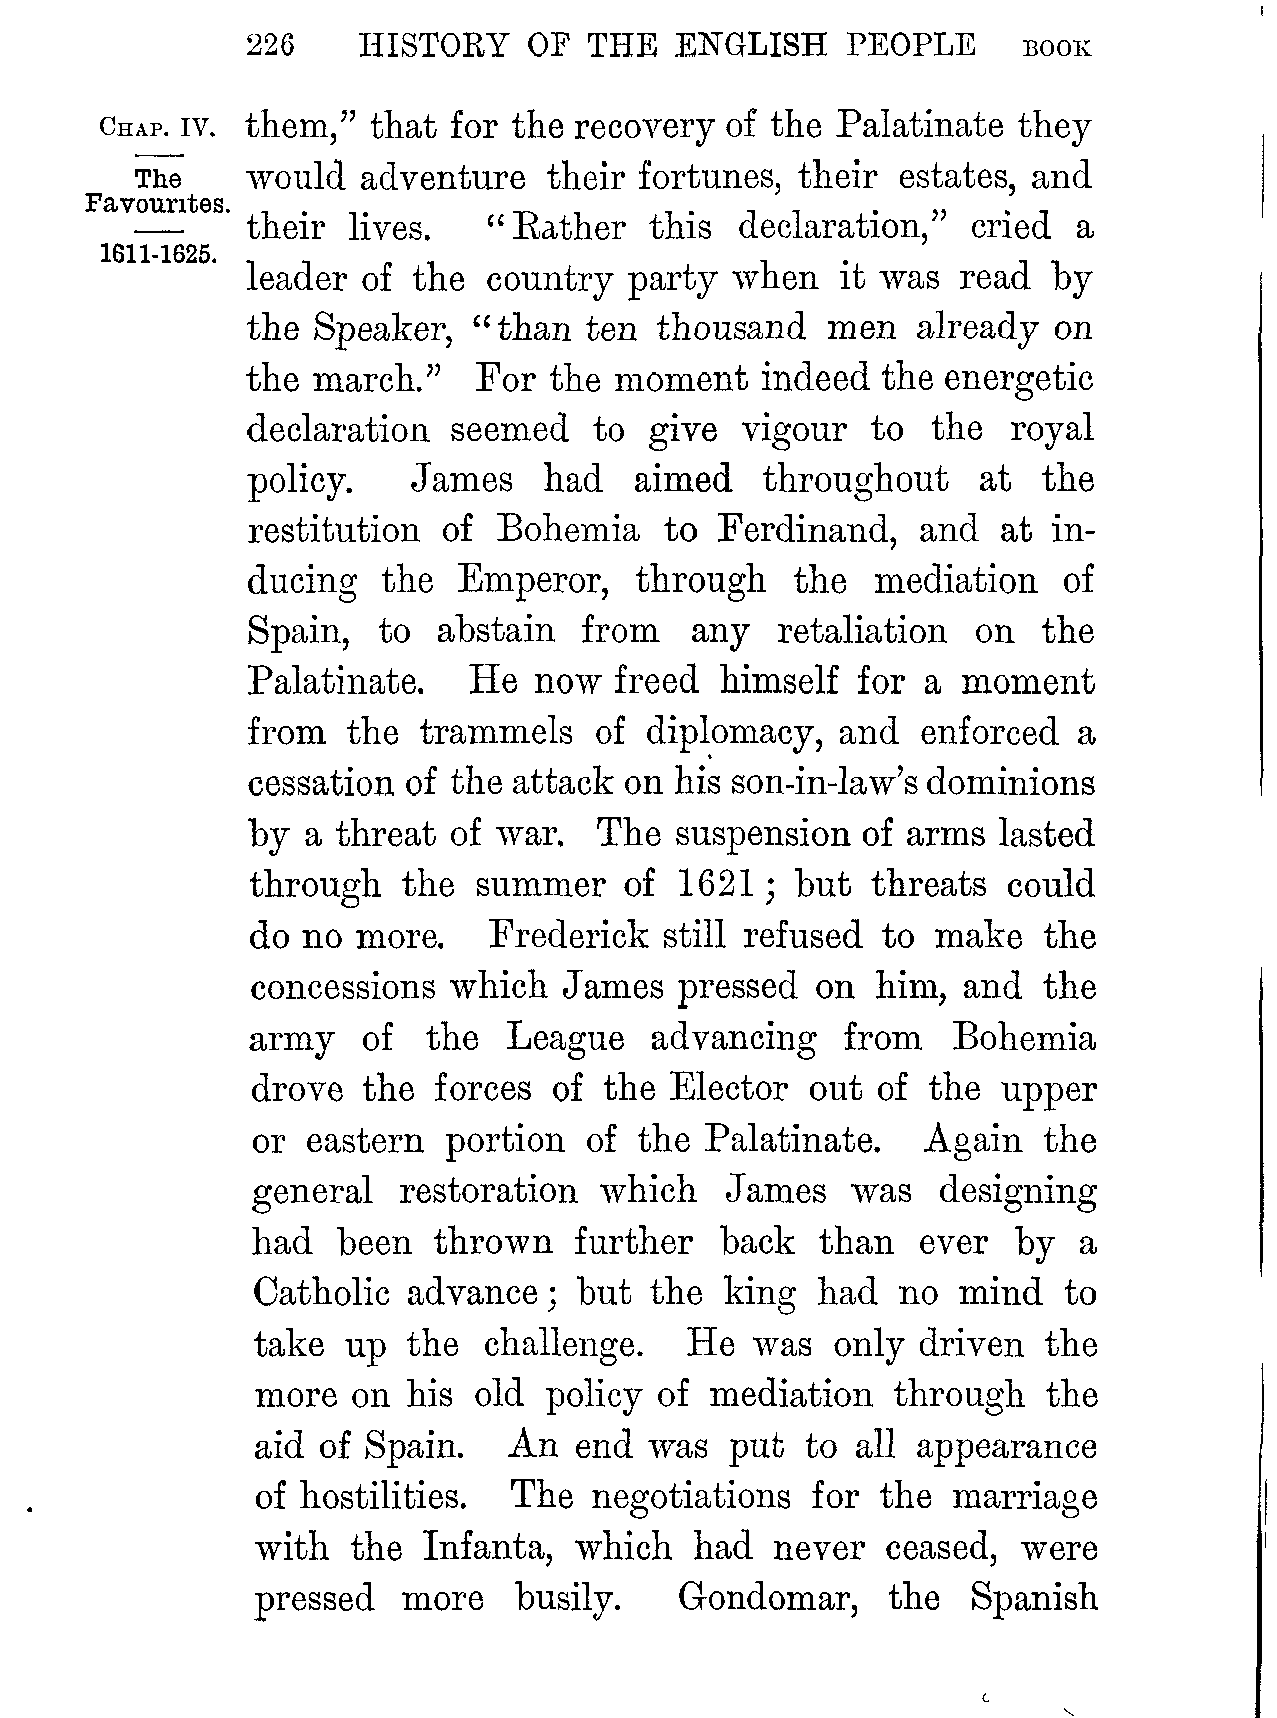 226 HISTORY OF THE ENGLISH PEOPLE BOOK
CHAP. IV.
The
Favourites.
1611-1625.
them,” that for the recovery of the Palatinate they
would adventure their fortunes, their estates, and
their lives. “Rather this declaration,” cried a
leader of the country party when it was read by
the Speaker, “than ten thousand men already on
the march.” For the moment indeed the energetic
declaration seemed to give vigour to the royal
policy. James had aimed throughout at the
restitution of Bohemia to Ferdinand, and at in-
ducing the Emperor, through the mediation of
Spain, to abstain from any retaliation on the
Palatinate. He now freed himself for a moment
from the trammels of diplomacy, and enforced a
cessation of the attack on his son-in-law’s dominions
by a threat of war. The suspension of arms lasted
through the summer of 1621; but threats could
do no more. Frederick still refused to make the
concessions which James pressed on him, and the
army of the League advancing from Bohemia
drove the forces of the Elector out of the upper
or eastern portion of the Palatinate. Again the
general restoration which James was designing
had been thrown further back than ever by a
Catholic advance; but the king had no mind to
take up the challenge. He was only driven the
more on his old policy of mediation through the
aid of Spain. An end was put to all appearance
of hostilities. The negotiations for the marriage
with the Infanta, which had never ceased, were
pressed more busily. Gondomar, the Spanish